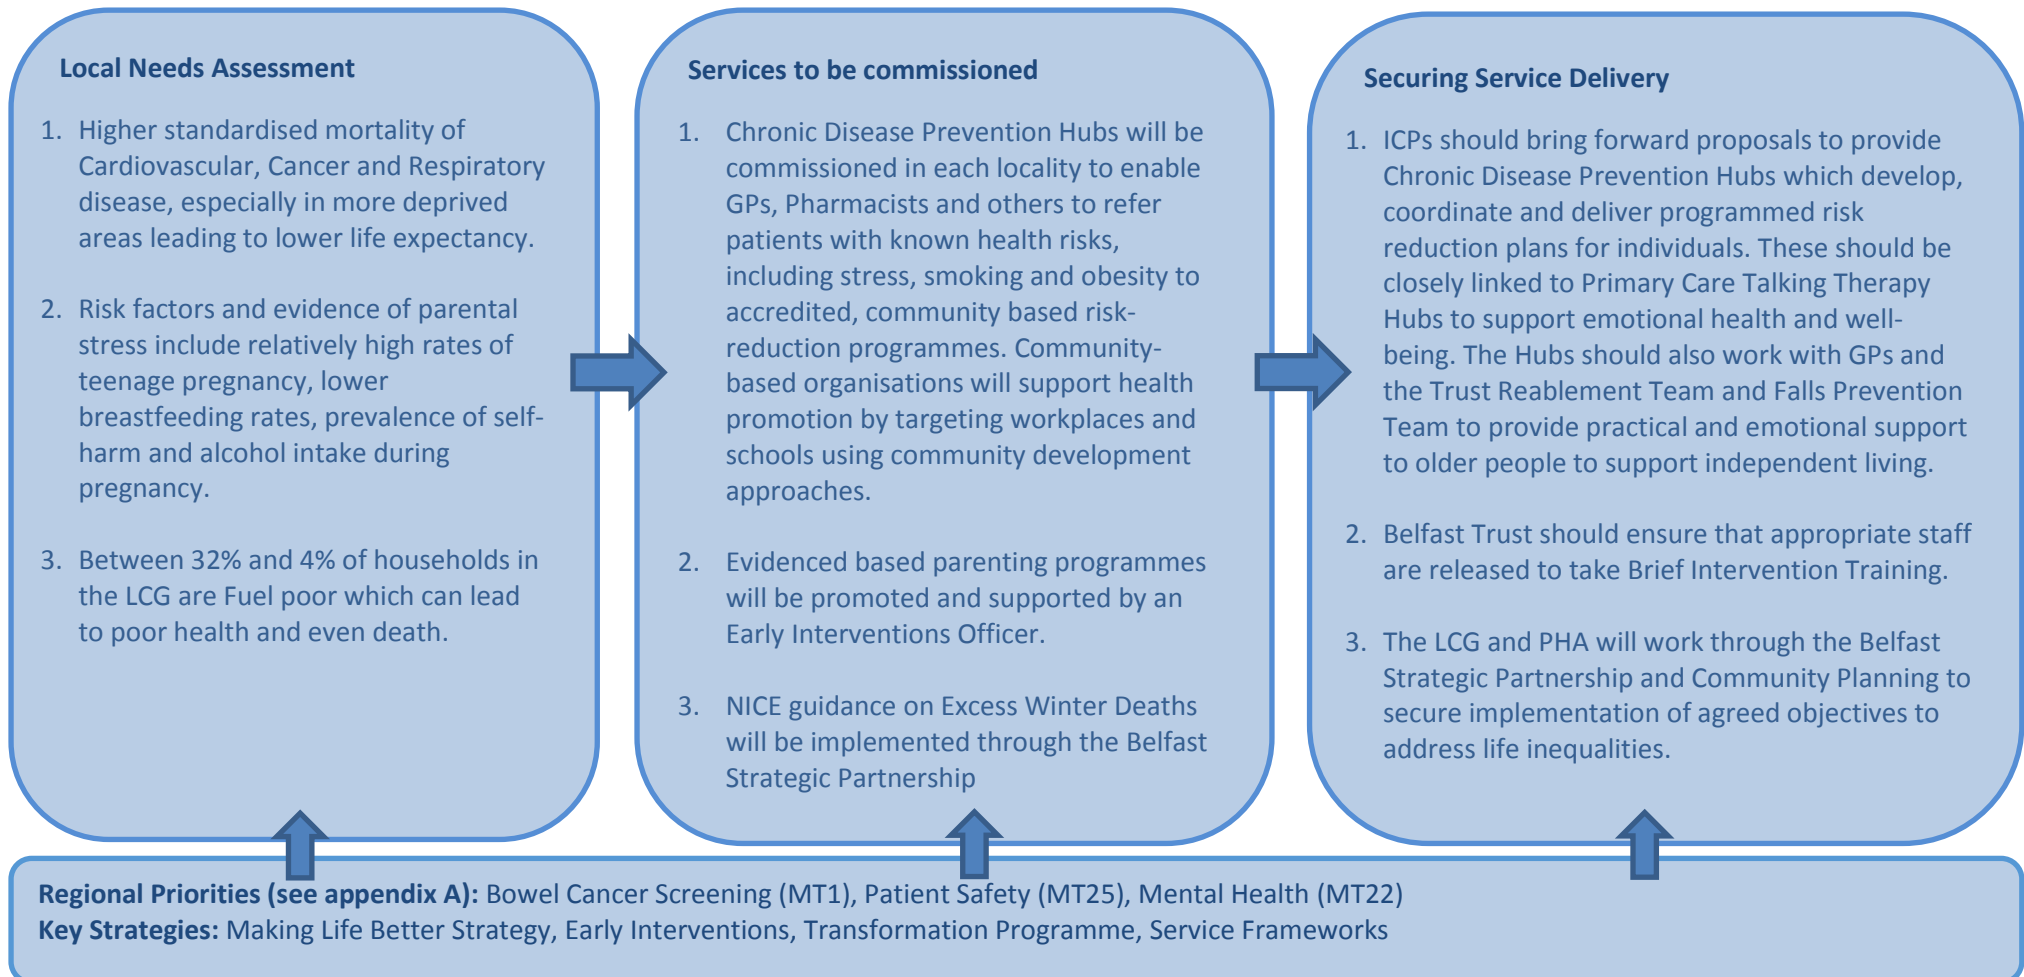 Local Needs Assessment
1. Higher standardised mortality of
Cardiovascular, Cancer and Respiratory
disease, especially in more deprived
areas leading to lower life expectancy.
2. Risk factors and evidence of parental
stress include relatively high rates of
teenage pregnancy, lower
breastfeeding rates, prevalence of self-
harm and alcohol intake during
pregnancy.
3. Between 32% and 4% of households in
the LCG are Fuel poor which can lead
to poor health and even death.
Services to be commissioned
1. Chronic Disease Prevention Hubs will be
commissioned in each locality to enable
GPs, Pharmacists and others to refer
patients with known health risks,
including stress, smoking and obesity to
accredited, community based risk-
reduction programmes. Community-
based organisations will support health
promotion by targeting workplaces and
schools using community development
approaches.
2. Evidenced based parenting programmes
will be promoted and supported by an
Early Interventions Officer.
3. NICE guidance on Excess Winter Deaths
will be implemented through the Belfast
Strategic Partnership
Securing Service Delivery
1. ICPs should bring forward proposals to provide
Chronic Disease Prevention Hubs which develop,
coordinate and deliver programmed risk
reduction plans for individuals. These should be
closely linked to Primary Care Talking Therapy
Hubs to support emotional health and well-
being. The Hubs should also work with GPs and
the Trust Reablement Team and Falls Prevention
Team to provide practical and emotional support
to older people to support independent living.
2. Belfast Trust should ensure that appropriate staff
are released to take Brief Intervention Training.
3. The LCG and PHA will work through the Belfast
Strategic Partnership and Community Planning to
secure implementation of agreed objectives to
address life inequalities.
Regional Priorities (see appendix A): Bowel Cancer Screening (MT1), Patient Safety (MT25), Mental Health (MT22)
Key Strategies: Making Life Better Strategy, Early Interventions, Transformation Programme, Service Frameworks